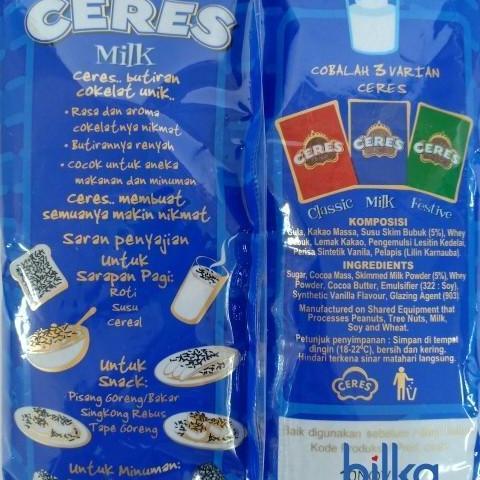 CERES
Milk
Ceres.. butiran
cokelat unik..
• Rasa dan aroma
cokelatnya nikmat
• Butirannya renyah
• Cocok untuk aneka
makanan dan minuman
Ceres.. membuat
semuanya makin nikmat
Saran penyajian
Untuk
Sarapan Pagi:
Roti
Susu
Cereal
Untuk
Snack:
Pisang Goreng/Bakar
Singkong Rebus
Tape Goreng
Untuk Minuman:
COBALAH 3 VARIAN
CERES
CERES
CERES
CERES
Classic Milk Festive
KOMPOSISI
Gula, Kakao Massa, Susu Skim Bubuk (5%), Whey
Bubuk, Lemak Kakao, Pengemulsi Lesitin Kedelai,
Perisa Sintetik Vanila, Pelapis (Lilin Karnauba).
INGREDIENTS
Sugar, Cocoa Mass, Skimmed Milk Powder (5%), Whey
Powder, Cocoa Butter, Emulsifier (322 : Soy),
Synthetic Vanilla Flavour, Glazing Agent (903)
Manufactured on Shared Equipment that
Processes Peanuts, Tree Nuts, Milk,
Soy and Wheat.
Petunjuk penyimpanan : Simpan di tempat
dingin (18-22°C), bersih dan kering.
Hindari terkena sinar matahari langsung.
CERES
Baik digunakan sebelum
Kode Produksi
bilka